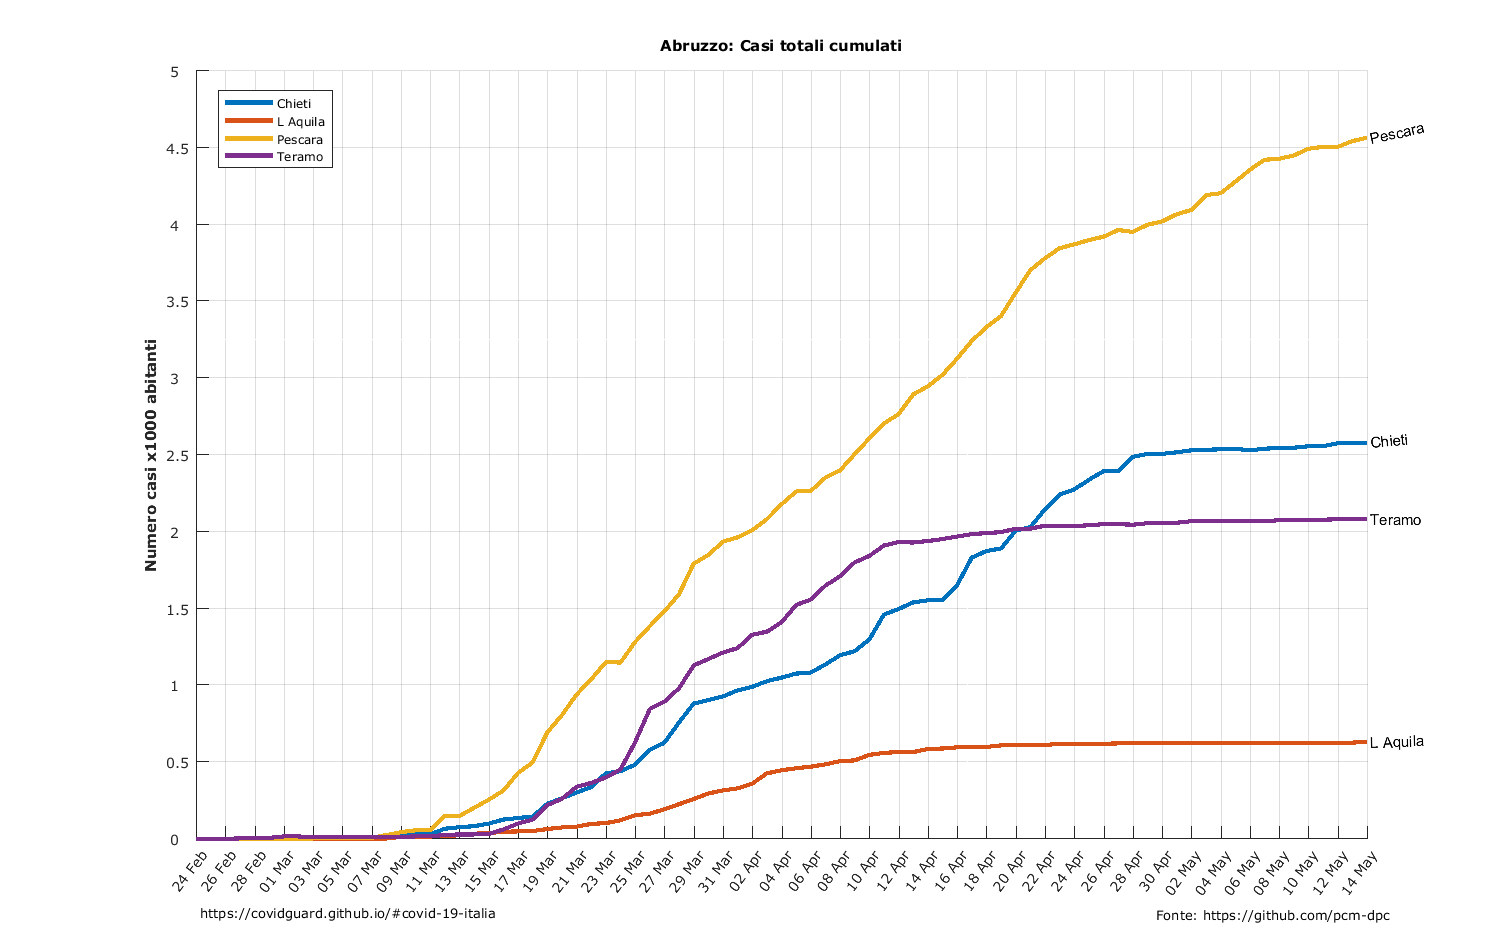 Abruzzo: Casi totali cumulati
Numero casi x1000 abitanti
5
4.5
4
3.5
3
2.5
2
1.5
1
0.5
0
Chieti
L Aquila
Pescara
Teramo
Pescara
Chieti
Teramo
L Aquila
24 Feb
26 Feb
28 Feb
01 Mar
03 Mar
05 Mar
07 Mar
09 Mar
11 Mar
13 Mar
15 Mar
17 Mar
19 Mar
21 Mar
23 Mar
25 Mar
27 Mar
29 Mar
31 Mar
02 Apr
04 Apr
06 Apr
08 Apr
10 Apr
12 Apr
14 Apr
16 Apr
18 Apr
20 Apr
22 Apr
24 Apr
26 Apr
28 Apr
30 Apr
02 May
04 May
06 May
08 May
10 May
12 May
14 May
https://covidguard.github.io/#covid-19-italia
Fonte: https://github.com/pcm-dpc